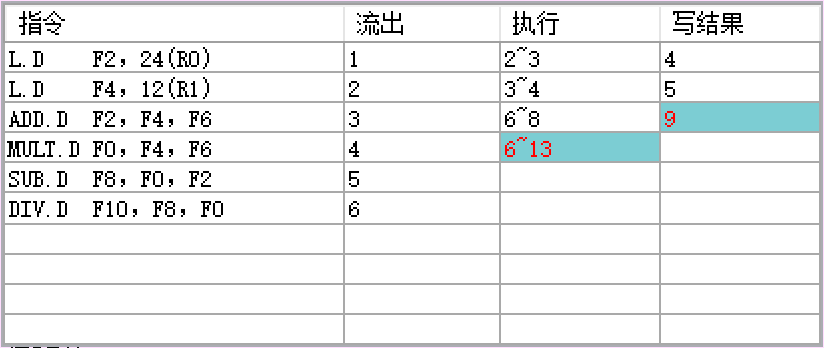 指令 流出 执行 写结果
L.D F2, 24(R0) 1 2~3 4
L.D F4, 12(R1) 2 3~4 5
ADD.D F2, F4, F6 3 6~8 9
MULT.D F0, F4, F6 4 6~13
SUB.D F8, F0, F2 5
DIV.D F10, F8, F0 6